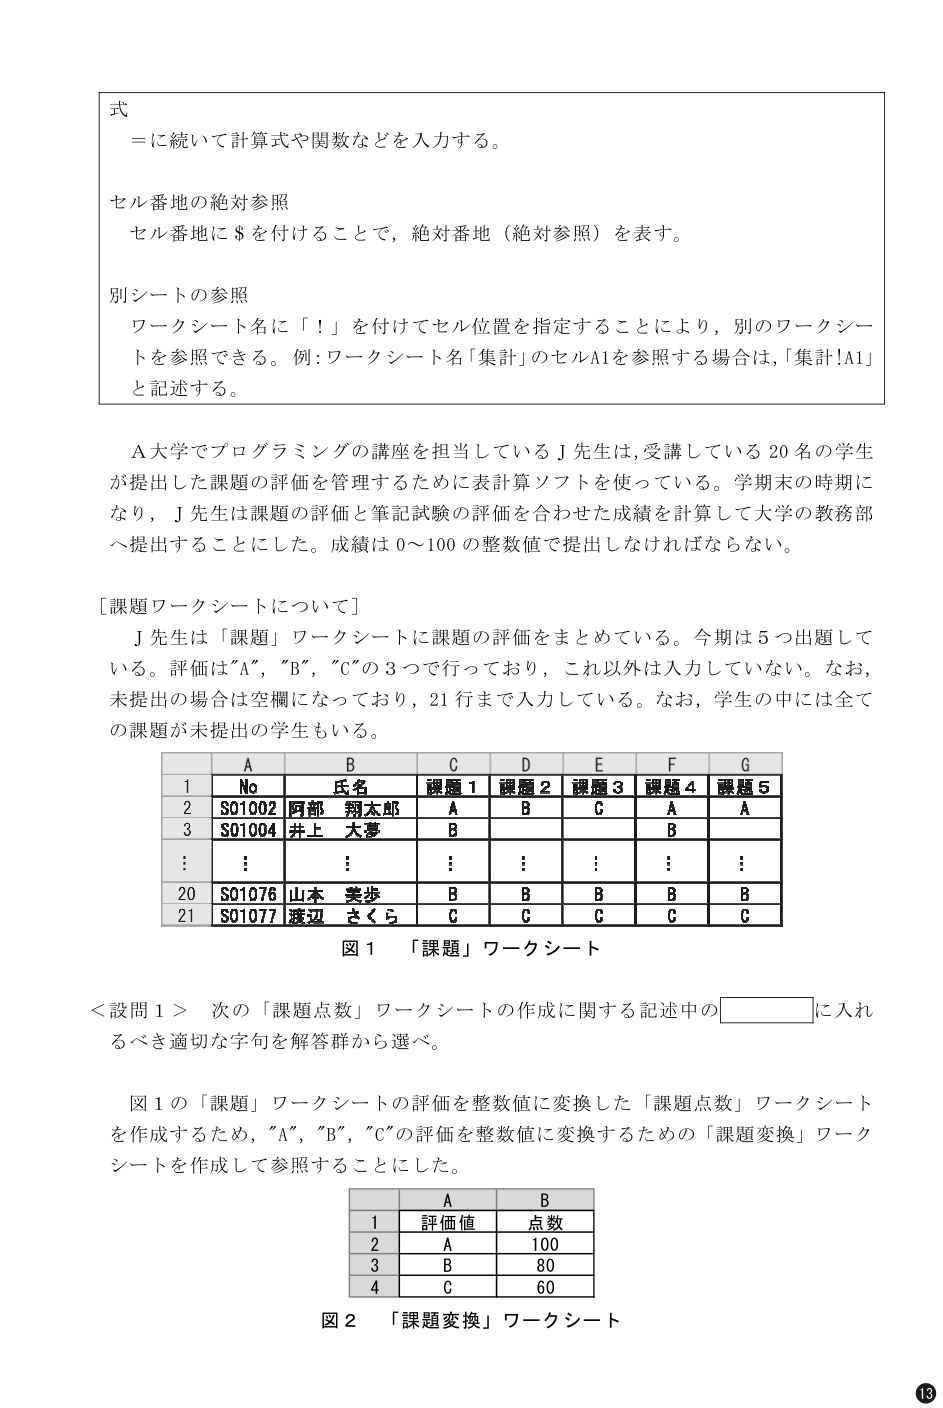 式
＝に続いて計算式や関数などを入力する。
セル番地の絶対参照
セル番地に＄を付けることで，絶対番地（絶対参照）を表す。
別シートの参照
ワークシート名に「！」を付けてセル位置を指定することにより，別のワークシー
トを参照できる。例：ワークシート名「集計」のセルA1を参照する場合は，「集計!A1」
と記述する。
Ａ大学でプログラミングの講座を担当しているＪ先生は，受講している 20 名の学生
が提出した課題の評価を管理するために表計算ソフトを使っている。学期末の時期に
なり，Ｊ先生は課題の評価と筆記試験の評価を合わせた成績を計算して大学の教務部
へ提出することにした。成績は 0～100 の整数値で提出しなければならない。
［課題ワークシートについて］
Ｊ先生は「課題」ワークシートに課題の評価をまとめている。今期は５つ出題して
いる。評価は"A"，"B"，"C"の３つで行っており，これ以外は入力していない。なお，
未提出の場合は空欄になっており，21 行まで入力している。なお，学生の中には全て
の課題が未提出の学生もいる。
A B C D E F G
1 No 氏名 課題１ 課題２ 課題３ 課題４ 課題５
2 S01002 阿部　翔太郎 A B C A A
3 S01004 井上　大夢 B B
⋮ ⋮ ⋮ ⋮ ⋮ ⋮ ⋮ ⋮
20 S01076 山本　美歩 B B B B B
21 S01077 渡辺　さくら C C C C C
図１　「課題」ワークシート
＜設問１＞　次の「課題点数」ワークシートの作成に関する記述中の　　　　に入れ
るべき適切な字句を解答群から選べ。
図１の「課題」ワークシートの評価を整数値に変換した「課題点数」ワークシート
を作成するため，"A"，"B"，"C"の評価を整数値に変換するための「課題変換」ワーク
シートを作成して参照することにした。
A B
1 評価値 点数
2 A 100
3 B 80
4 C 60
図２　「課題変換」ワークシート
13